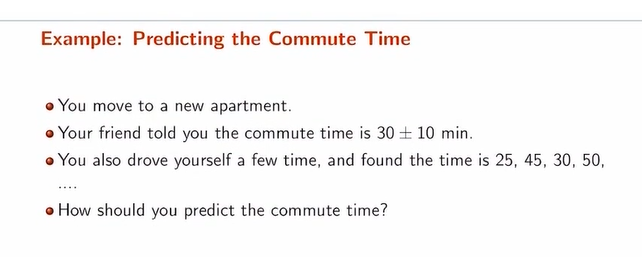 Example: Predicting the Commute Time
You move to a new apartment.
Your friend told you the commute time is 30 ± 10 min.
You also drove yourself a few time, and found the time is 25, 45, 30, 50,
....
How should you predict the commute time?